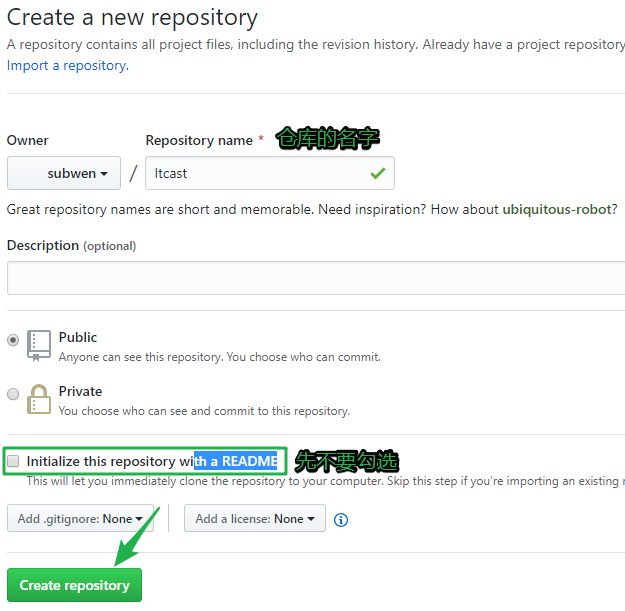 Create a new repository
A repository contains all project files, including the revision history. Already have a project repository
Import a repository.
Owner Repository name * 仓库的名字
subwen / Itcast
Great repository names are short and memorable. Need inspiration? How about ubiquitous-robot?
Description (optional)
Public
Anyone can see this repository. You choose who can commit.
Private
You choose who can see and commit to this repository.
Initialize this repository with a README 先不要勾选
This will let you immediately clone the repository to your computer. Skip this step if you're importing an existing r
Add .gitignore: None Add a license: None
Create repository